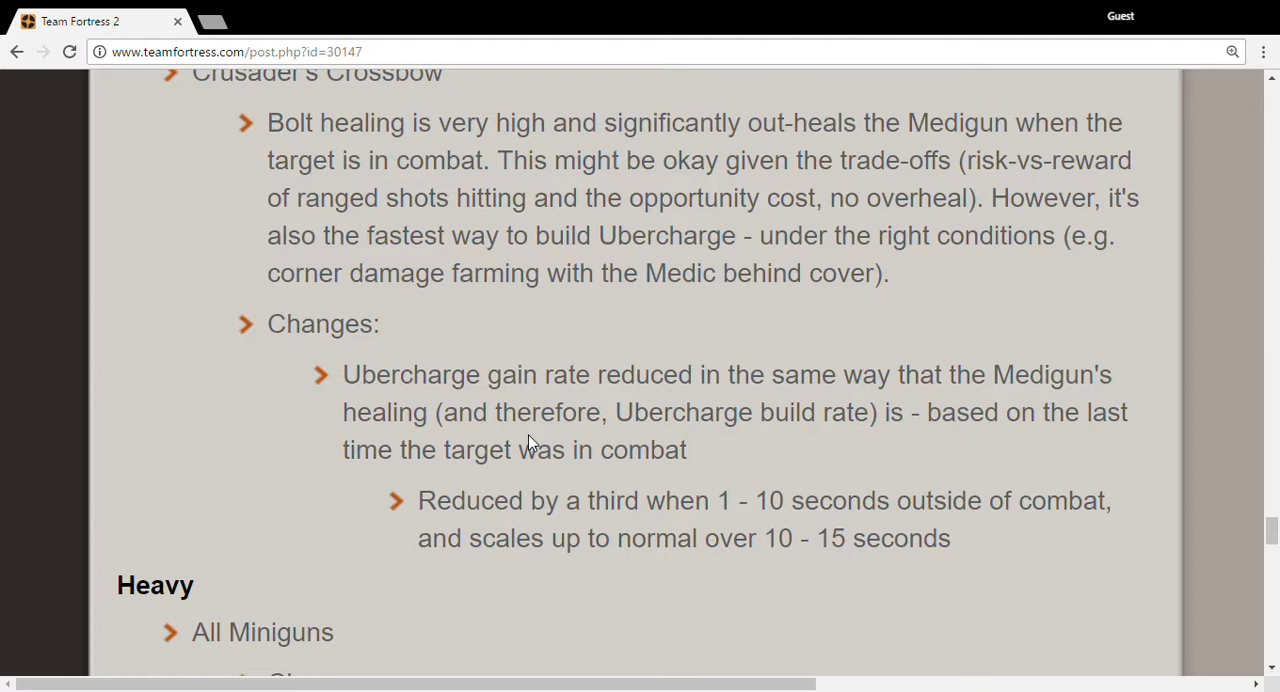 Team Fortress 2
Guest
www.teamfortress.com/post.php?id=30147
Crusader's Crossbow
Bolt healing is very high and significantly out-heals the Medigun when the
target is in combat. This might be okay given the trade-offs (risk-vs-reward
of ranged shots hitting and the opportunity cost, no overheal). However, it's
also the fastest way to build Ubercharge - under the right conditions (e.g.
corner damage farming with the Medic behind cover).
Changes:
Ubercharge gain rate reduced in the same way that the Medigun's
healing (and therefore, Ubercharge build rate) is - based on the last
time the target was in combat
Reduced by a third when 1 - 10 seconds outside of combat,
and scales up to normal over 10 - 15 seconds
Heavy
All Miniguns